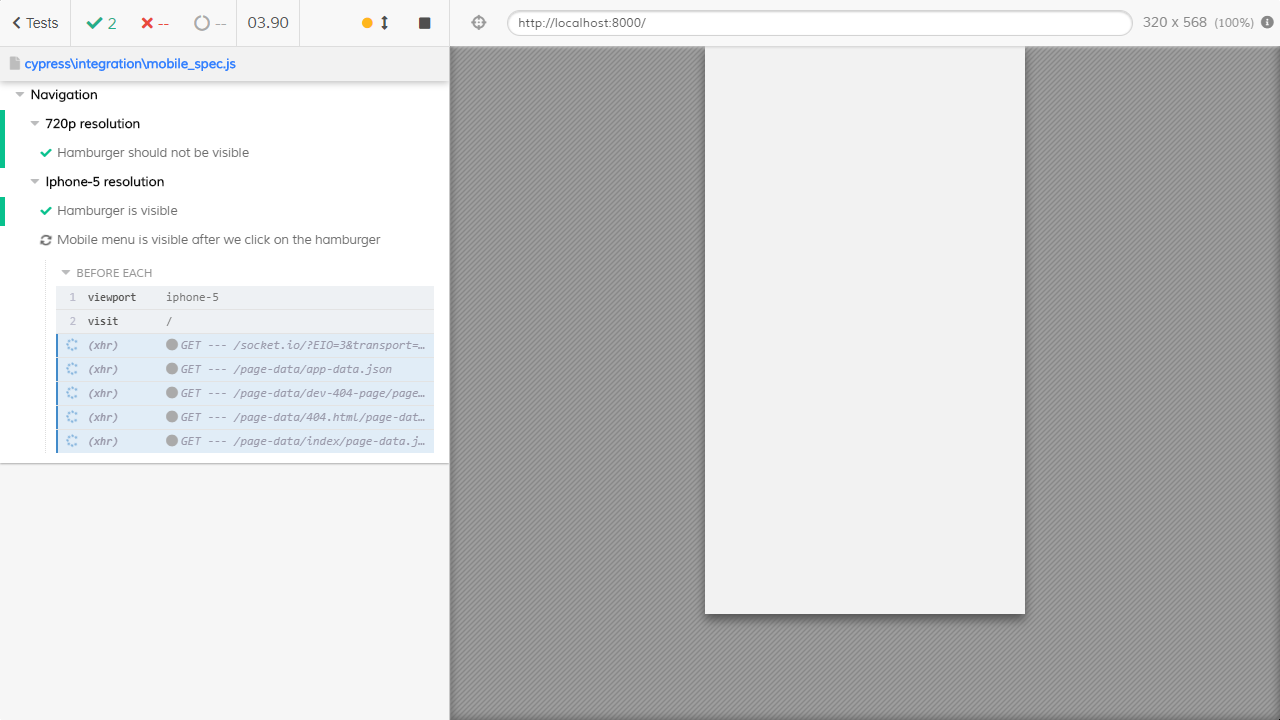 Tests 2 -- -- 03.90 http://localhost:8000/ 320 x 568 (100%)
cypress\integration\mobile_spec.js
Navigation
720p resolution
Hamburger should not be visible
Iphone-5 resolution
Hamburger is visible
Mobile menu is visible after we click on the hamburger
BEFORE EACH
1 viewport iphone-5
2 visit /
(xhr) GET --- /socket.io/?EIO=3&transport=…
(xhr) GET --- /page-data/app-data.json
(xhr) GET --- /page-data/dev-404-page/page…
(xhr) GET --- /page-data/404.html/page-dat…
(xhr) GET --- /page-data/index/page-data.j…